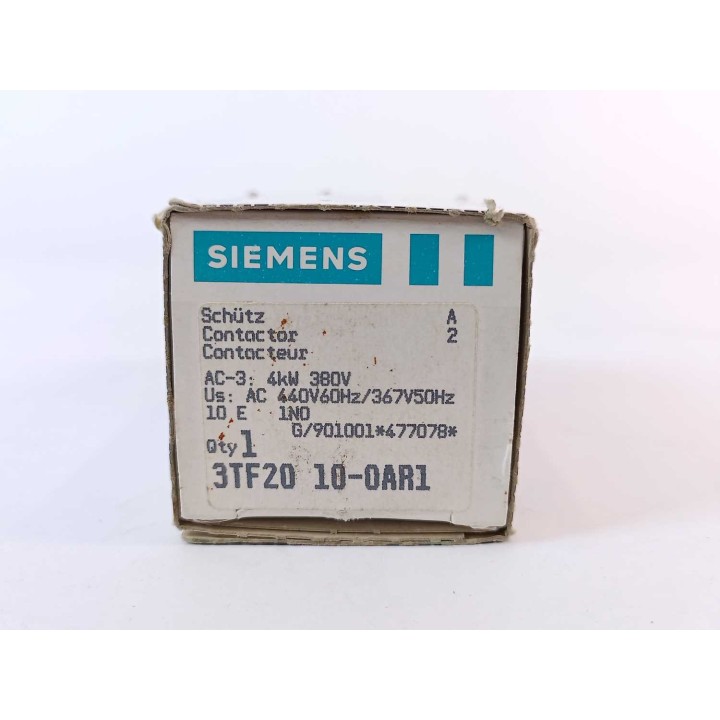 SIEMENS
Schütz A
Contactor 2
Contacteur
AC-3: 4kW 380V
Us: AC 440V60Hz/367V50Hz
10 E 1NO
G/901001*477078*
Qty 1
3TF20 10-0AR1